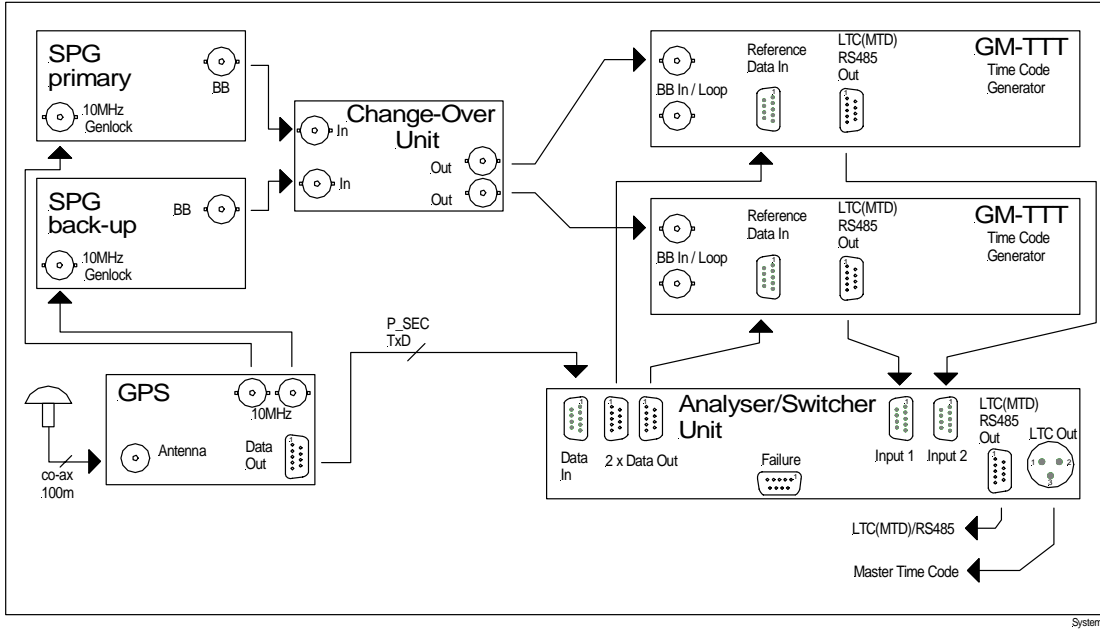 SPG
primary
BB
10MHz
Genlock
SPG
back-up
BB
10MHz
Genlock
Change-Over
Unit
In
In
Out
Out
GM-TTT
Time Code
Generator
BB In / Loop
Reference
Data In
LTC(MTD)
RS485
Out
GM-TTT
Time Code
Generator
BB In / Loop
Reference
Data In
LTC(MTD)
RS485
Out
P_SEC
TxD
GPS
10MHz
Antenna
Data
Out
co-ax
100m
Analyser/Switcher
Unit
Data
In
2 x Data Out
Failure
Input 1
Input 2
LTC(MTD)
RS485
Out
LTC Out
1
2
3
LTC(MTD)/RS485
Master Time Code
System